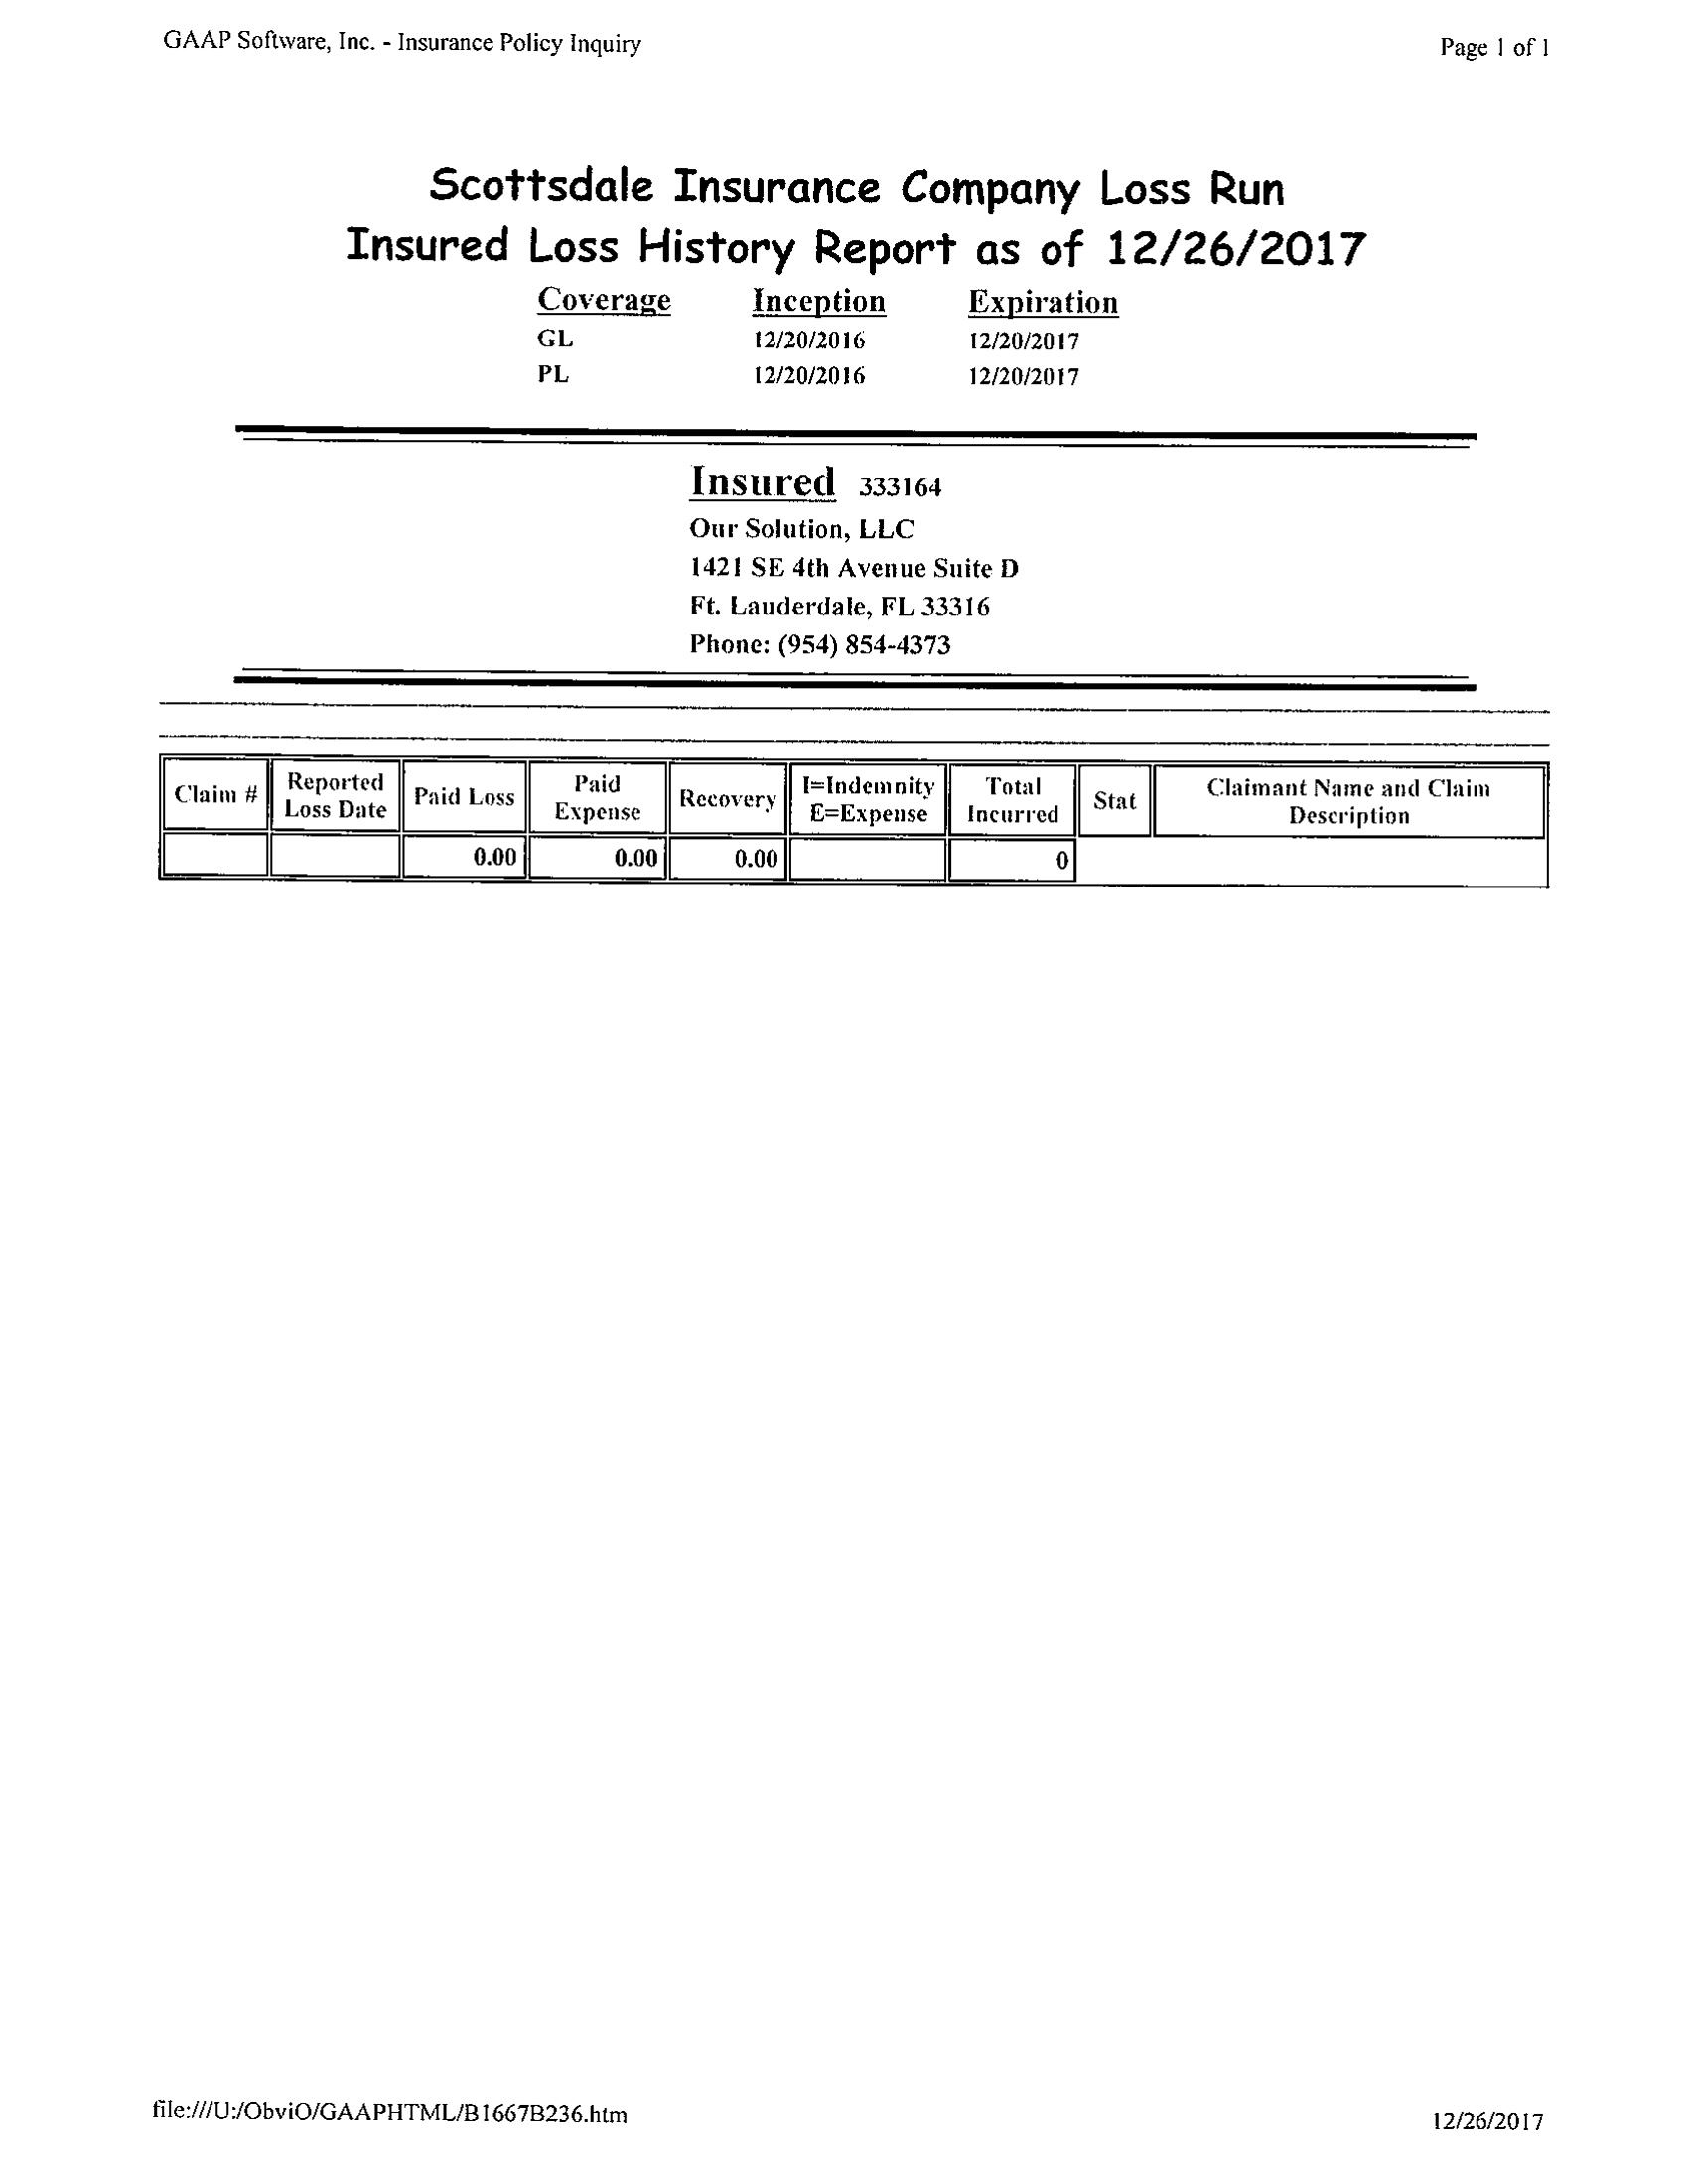 GAAP Software, Inc. - Insurance Policy Inquiry Page 1 of 1
Scottsdale Insurance Company Loss Run
Insured Loss History Report as of 12/26/2017
Coverage Inception Expiration
GL 12/20/2016 12/20/2017
PL 12/20/2016 12/20/2017
Insured 333164
Our Solution, LLC
1421 SE 4th Avenue Suite D
Ft. Lauderdale, FL 33316
Phone: (954) 854-4373
Claim # Reported Loss Date Paid Loss Paid Expense Recovery I=Indemnity E=Expense Total Incurred Stat Claimant Name and Claim Description
0.00 0.00 0.00 0
file:///U:/ObviO/GAAPHTML/B1667B236.htm 12/26/2017